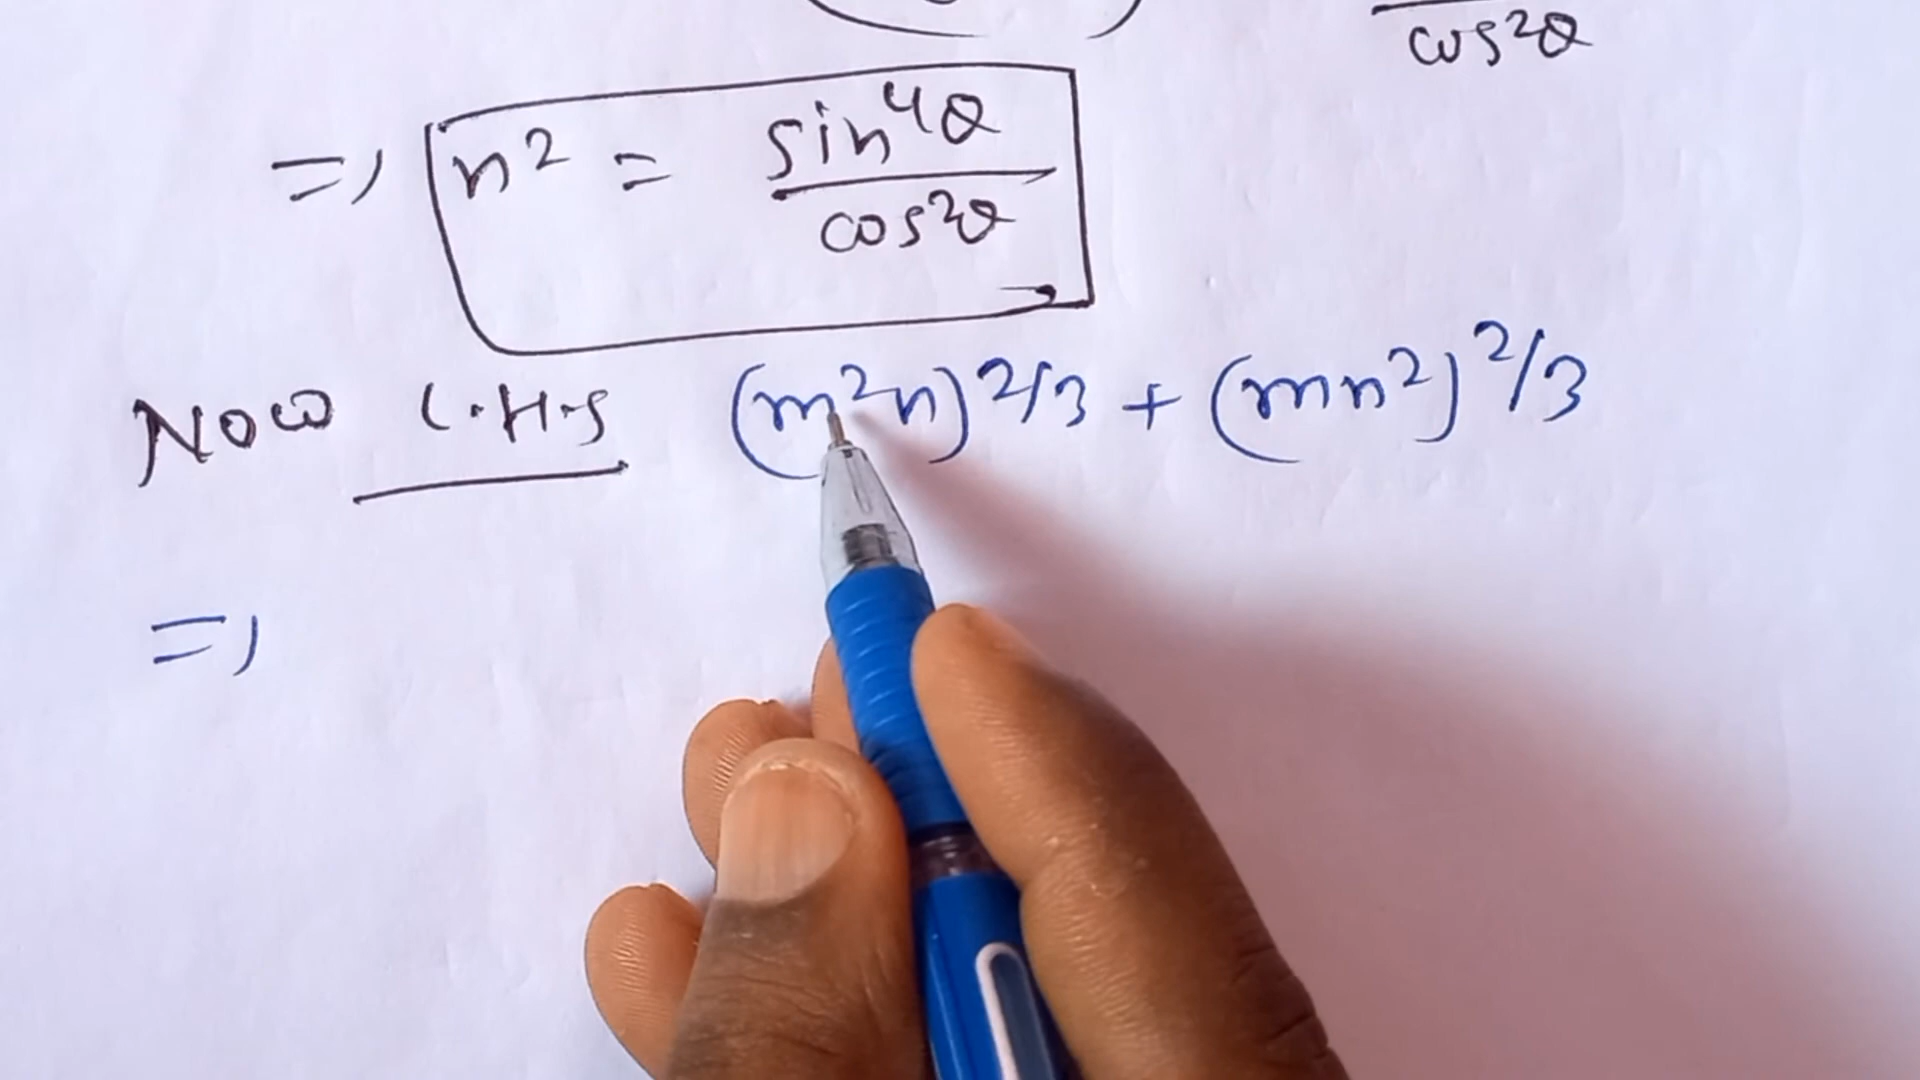 cos²θ
=> n² = sin⁴θ / cos²θ
Now L.H.S (m²n)^2/3 + (mn²)^2/3
=>